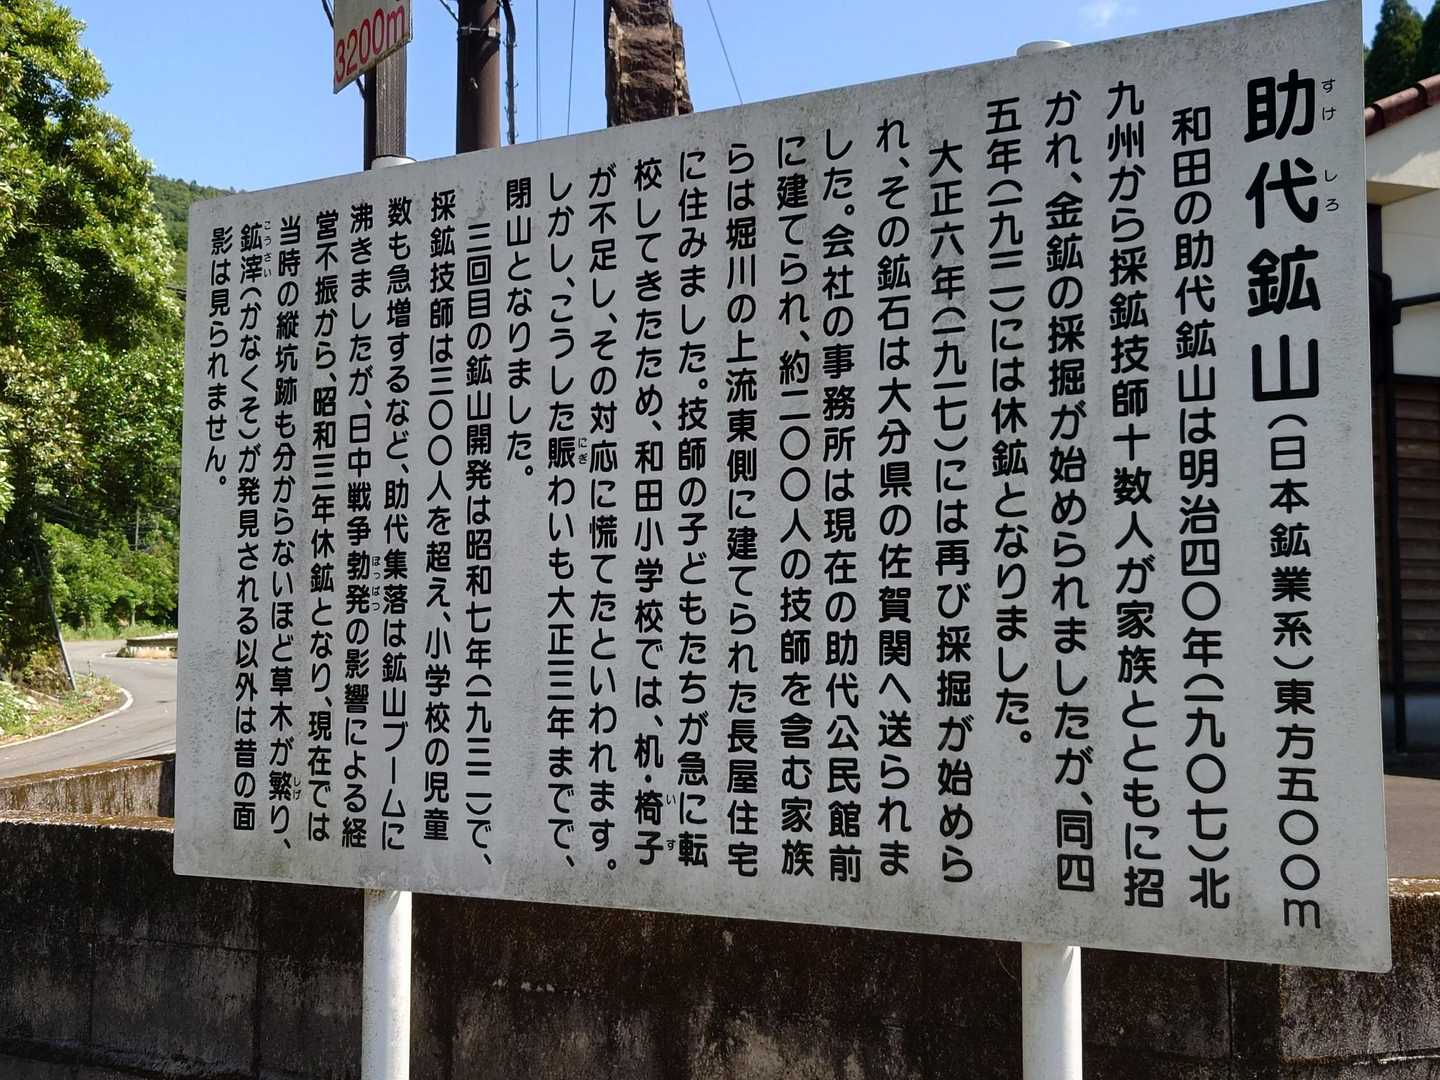 3200m
助代鉱山(日本鉱業系)東方五〇〇m
すけしろ
和田の助代鉱山は明治四〇年(一九〇七)北
九州から採鉱技師十数人が家族とともに招
かれ、金鉱の採掘が始められましたが、同四
五年(一九一二)には休鉱となりました。
大正六年(一九一七)には再び採掘が始めら
れ、その鉱石は大分県の佐賀関へ送られま
した。会社の事務所は現在の助代公民館前
に建てられ、約二〇〇人の技師を含む家族
らは堀川の上流東側に建てられた長屋住宅
に住みました。技師の子どもたちが急に転
校してきたため、和田小学校では、机・椅子
いす
が不足し、その対応に慌てたといわれます。
しかし、こうした賑わいも大正三年までで、
にぎ
閉山となりました。
三回目の鉱山開発は昭和七年(一九三二)で、
採鉱技師は三〇〇人を超え、小学校の児童
数も急増するなど、助代集落は鉱山ブームに
沸きましたが、日中戦争勃発の影響による経
ぼっぱつ
営不振から、昭和三年休鉱となり、現在では
当時の縦坑跡も分からないほど草木が繁り、
しげ
鉱滓(かなくそ)が発見される以外は昔の面
こうさい
影は見られません。